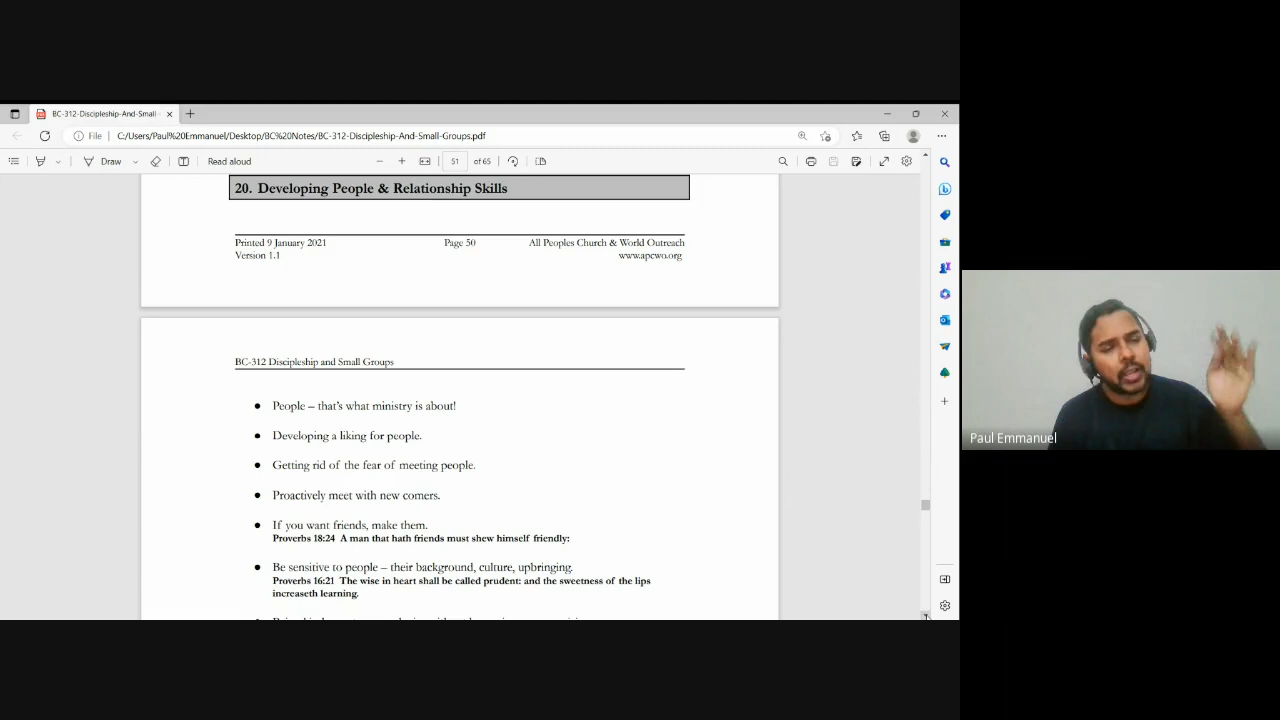 BC-312-Discipleship-And-Small
File C:/Users/Paul%20Emmanuel/Desktop/BC%20Notes/BC-312-Discipleship-And-Small-Groups.pdf
Draw Read aloud 51 of 65
20. Developing People & Relationship Skills
Printed 9 January 2021 Page 50 All Peoples Church & World Outreach
Version 1.1 www.apcwo.org
BC-312 Discipleship and Small Groups
● People – that's what ministry is about!
● Developing a liking for people.
● Getting rid of the fear of meeting people.
● Proactively meet with new comers.
● If you want friends, make them.
Proverbs 18:24 A man that hath friends must shew himself friendly:
● Be sensitive to people – their background, culture, upbringing.
Proverbs 16:21 The wise in heart shall be called prudent: and the sweetness of the lips
increaseth learning.
Paul Emmanuel